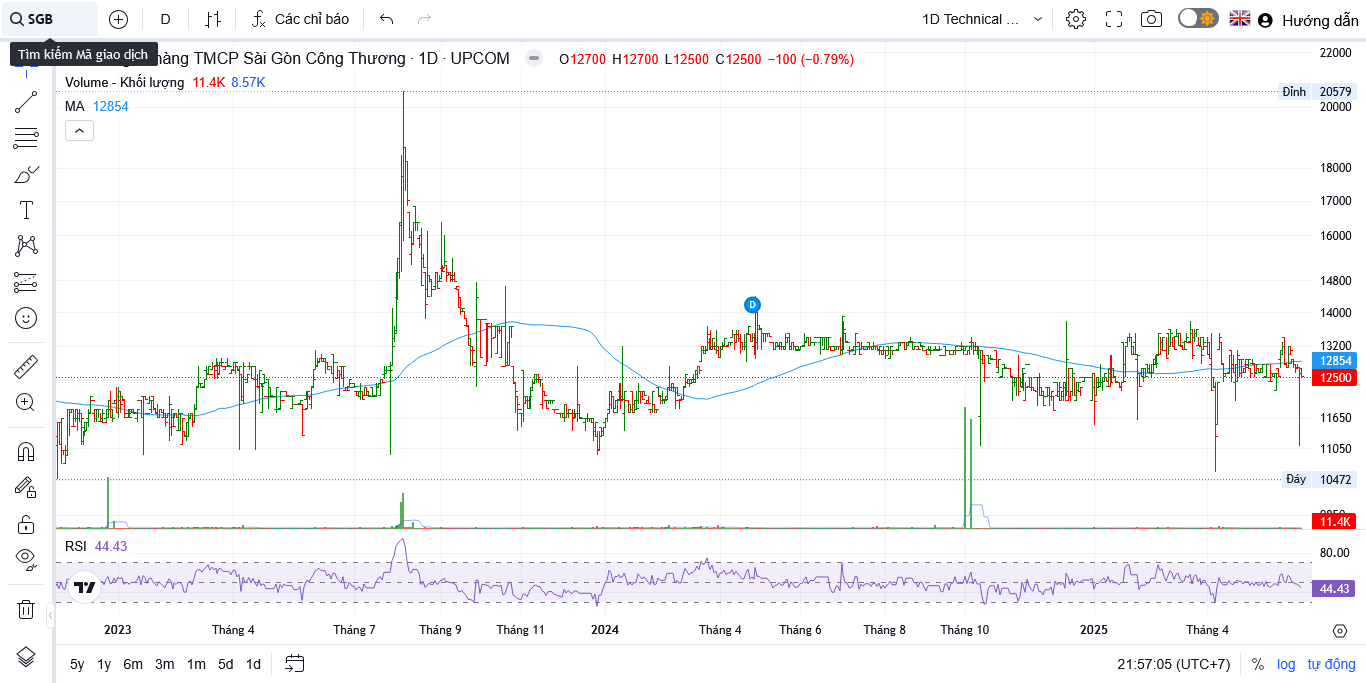 SGB D Các chỉ báo 1D Technical ... Hướng dẫn
Tìm kiếm Mã giao dịch
hàng TMCP Sài Gòn Công Thương · 1D · UPCOM O12700 H12700 L12500 C12500 −100 (−0.79%)
Volume - Khối lượng 11.4K 8.57K
MA 12854
22000
Đỉnh 20579
20000
18000
17000
16000
14800
D
14000
13200
12854
12500
11650
11050
Đáy 10472
11.4K
RSI 44.43
80.00
44.43
2023 Tháng 4 Tháng 7 Tháng 9 Tháng 11 2024 Tháng 4 Tháng 6 Tháng 8 Tháng 10 2025 Tháng 4
5y 1y 6m 3m 1m 5d 1d 21:57:05 (UTC+7) % log tự động